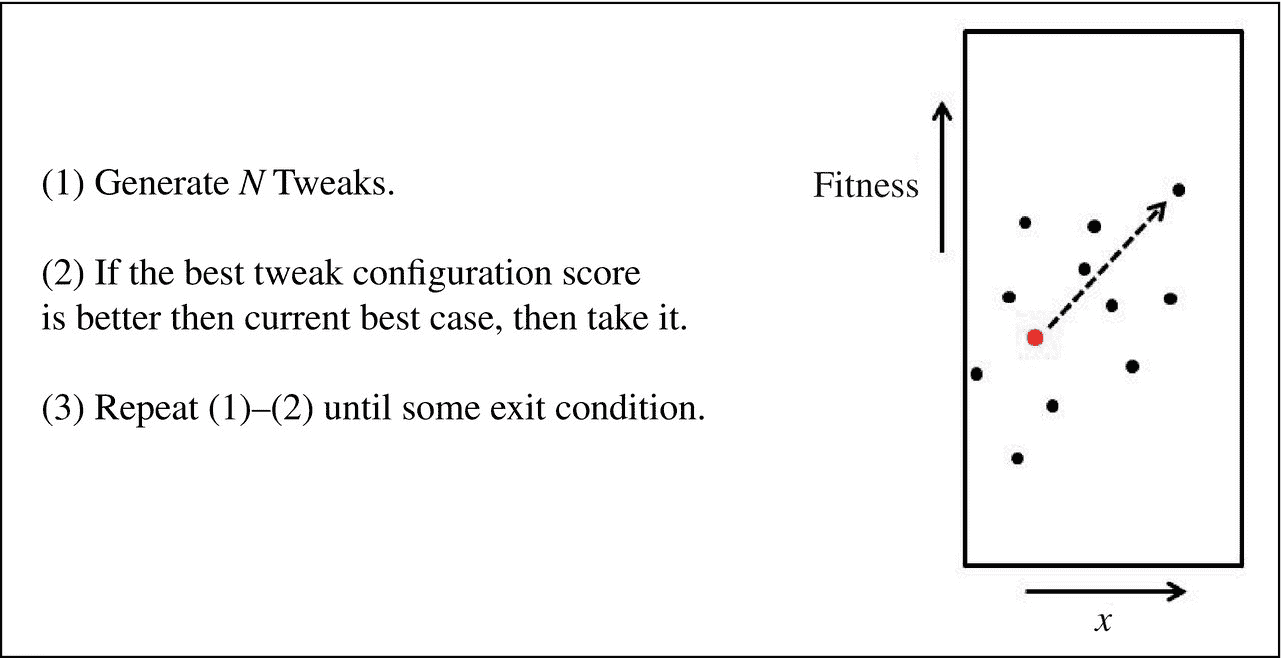 (1) Generate N Tweaks.
(2) If the best tweak configuration score
is better then current best case, then take it.
(3) Repeat (1)–(2) until some exit condition.
Fitness
x